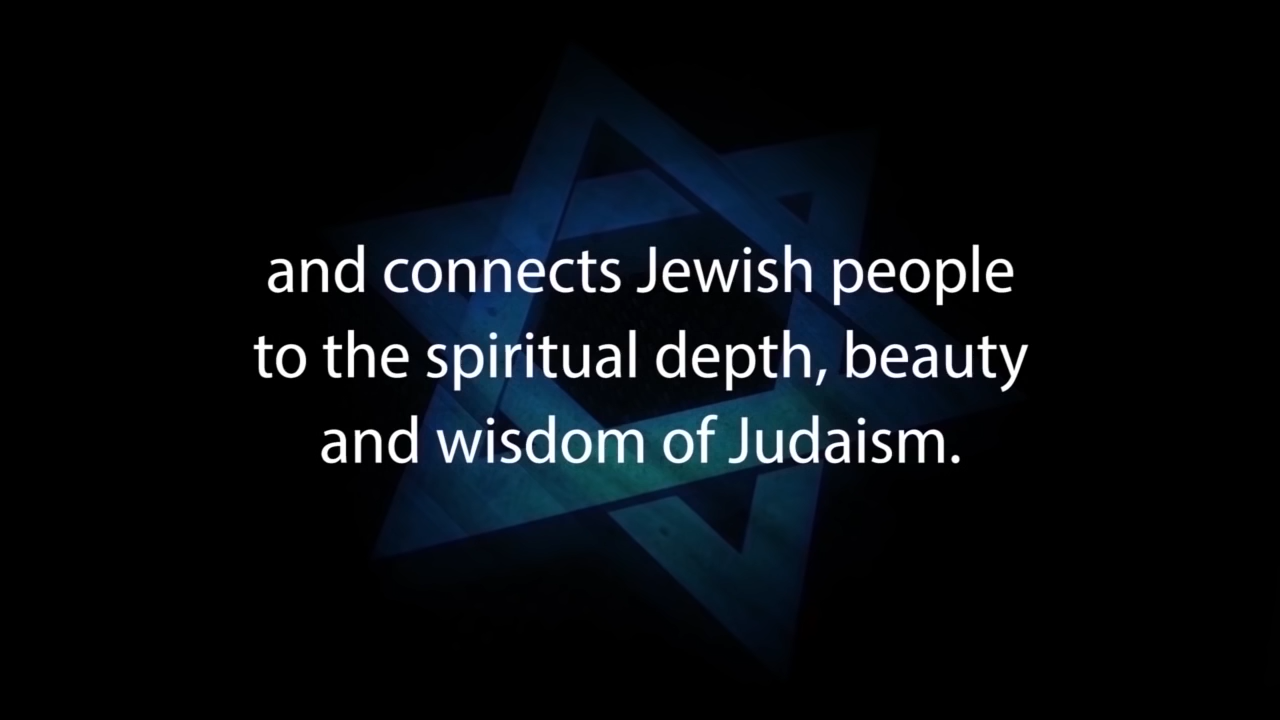 and connects Jewish people
to the spiritual depth, beauty
and wisdom of Judaism.